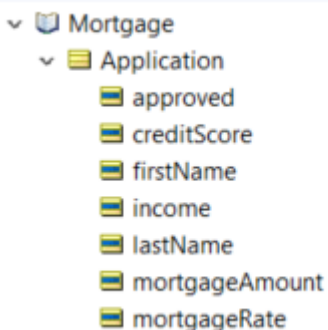 Mortgage
Application
approved
creditScore
firstName
income
lastName
mortgageAmount
mortgageRate